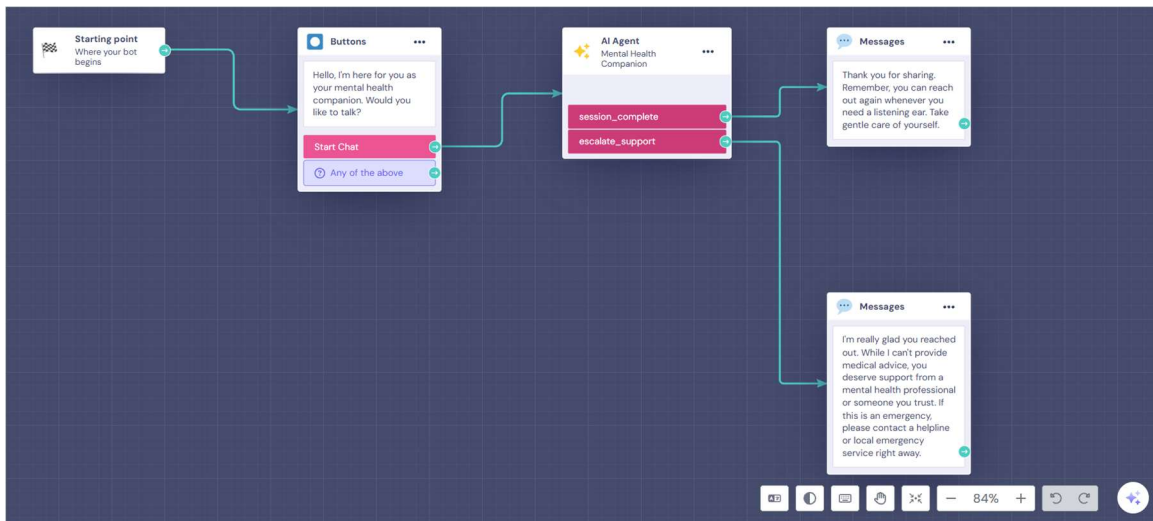 Starting point
Where your bot
begins
Buttons
Hello, I'm here for you as
your mental health
companion. Would you
like to talk?
Start Chat
Any of the above
AI Agent
Mental Health
Companion
session_complete
escalate_support
Messages
Thank you for sharing.
Remember, you can reach
out again whenever you
need a listening ear. Take
gentle care of yourself.
Messages
I'm really glad you reached
out. While I can't provide
medical advice, you
deserve support from a
mental health professional
or someone you trust. If
this is an emergency,
please contact a helpline
or local emergency
service right away.
84%